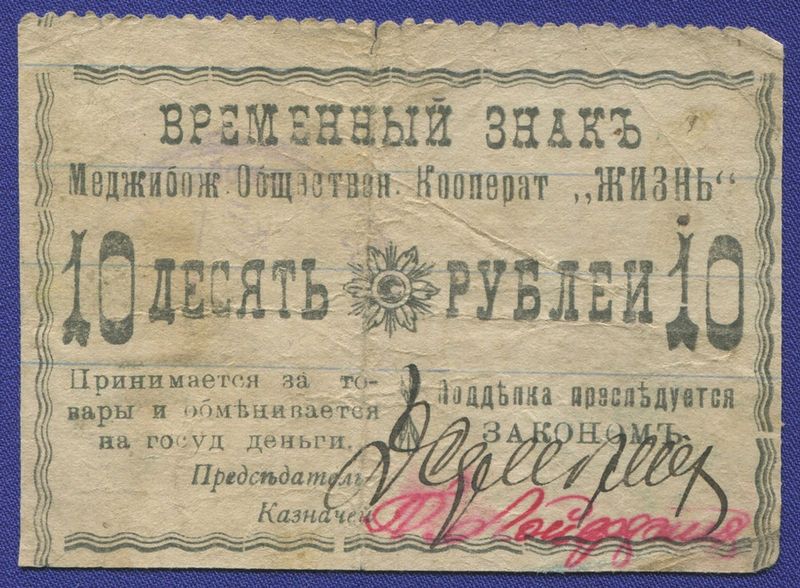 ВРЕМЕННЫЙ ЗНАКЪ
Меджибож. Обществен. Кооперат „ЖИЗНЬ“
10 ДЕСЯТЬ РУБЛЕЙ 10
Принимается за то-
вары и обмѣнивается
на госуд деньги.
Поддѣлка преслѣдуется
ЗАКОНОМЪ.
Предсѣдатель
Казначей